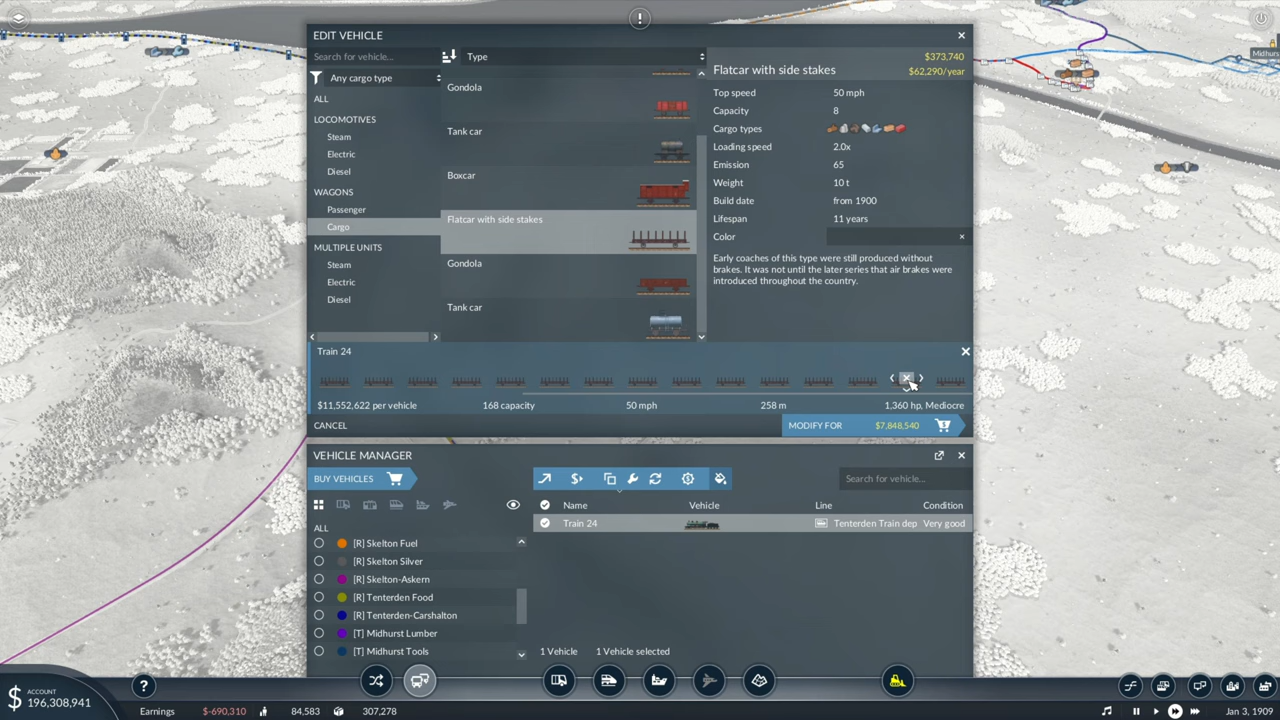 EDIT VEHICLE
Search for vehicle...
Type
$373,740
Any cargo type
Flatcar with side stakes
$62,290/year
ALL
LOCOMOTIVES
Steam
Electric
Diesel
WAGONS
Passenger
Cargo
MULTIPLE UNITS
Steam
Electric
Diesel
Gondola
Tank car
Boxcar
Flatcar with side stakes
Gondola
Tank car
Top speed 50 mph
Capacity 8
Cargo types
Loading speed 2.0x
Emission 65
Weight 10 t
Build date from 1900
Lifespan 11 years
Color
Early coaches of this type were still produced without
brakes. It was not until the later series that air brakes were
introduced throughout the country.
Train 24
$11,552,622 per vehicle 168 capacity 50 mph 258 m 1,360 hp, Mediocre
CANCEL
MODIFY FOR $7,848,540
VEHICLE MANAGER
BUY VEHICLES
Search for vehicle...
Name Vehicle Line Condition
Train 24 Tenterden Train dep Very good
ALL
[R] Skelton Fuel
[R] Skelton Silver
[R] Skelton-Askern
[R] Tenterden Food
[R] Tenterden-Carshalton
[T] Midhurst Lumber
[T] Midhurst Tools
1 Vehicle 1 Vehicle selected
Midhurs
$ ACCOUNT
196,308,941
?
Earnings $-690,310 84,583 307,278
Jan 3, 1909